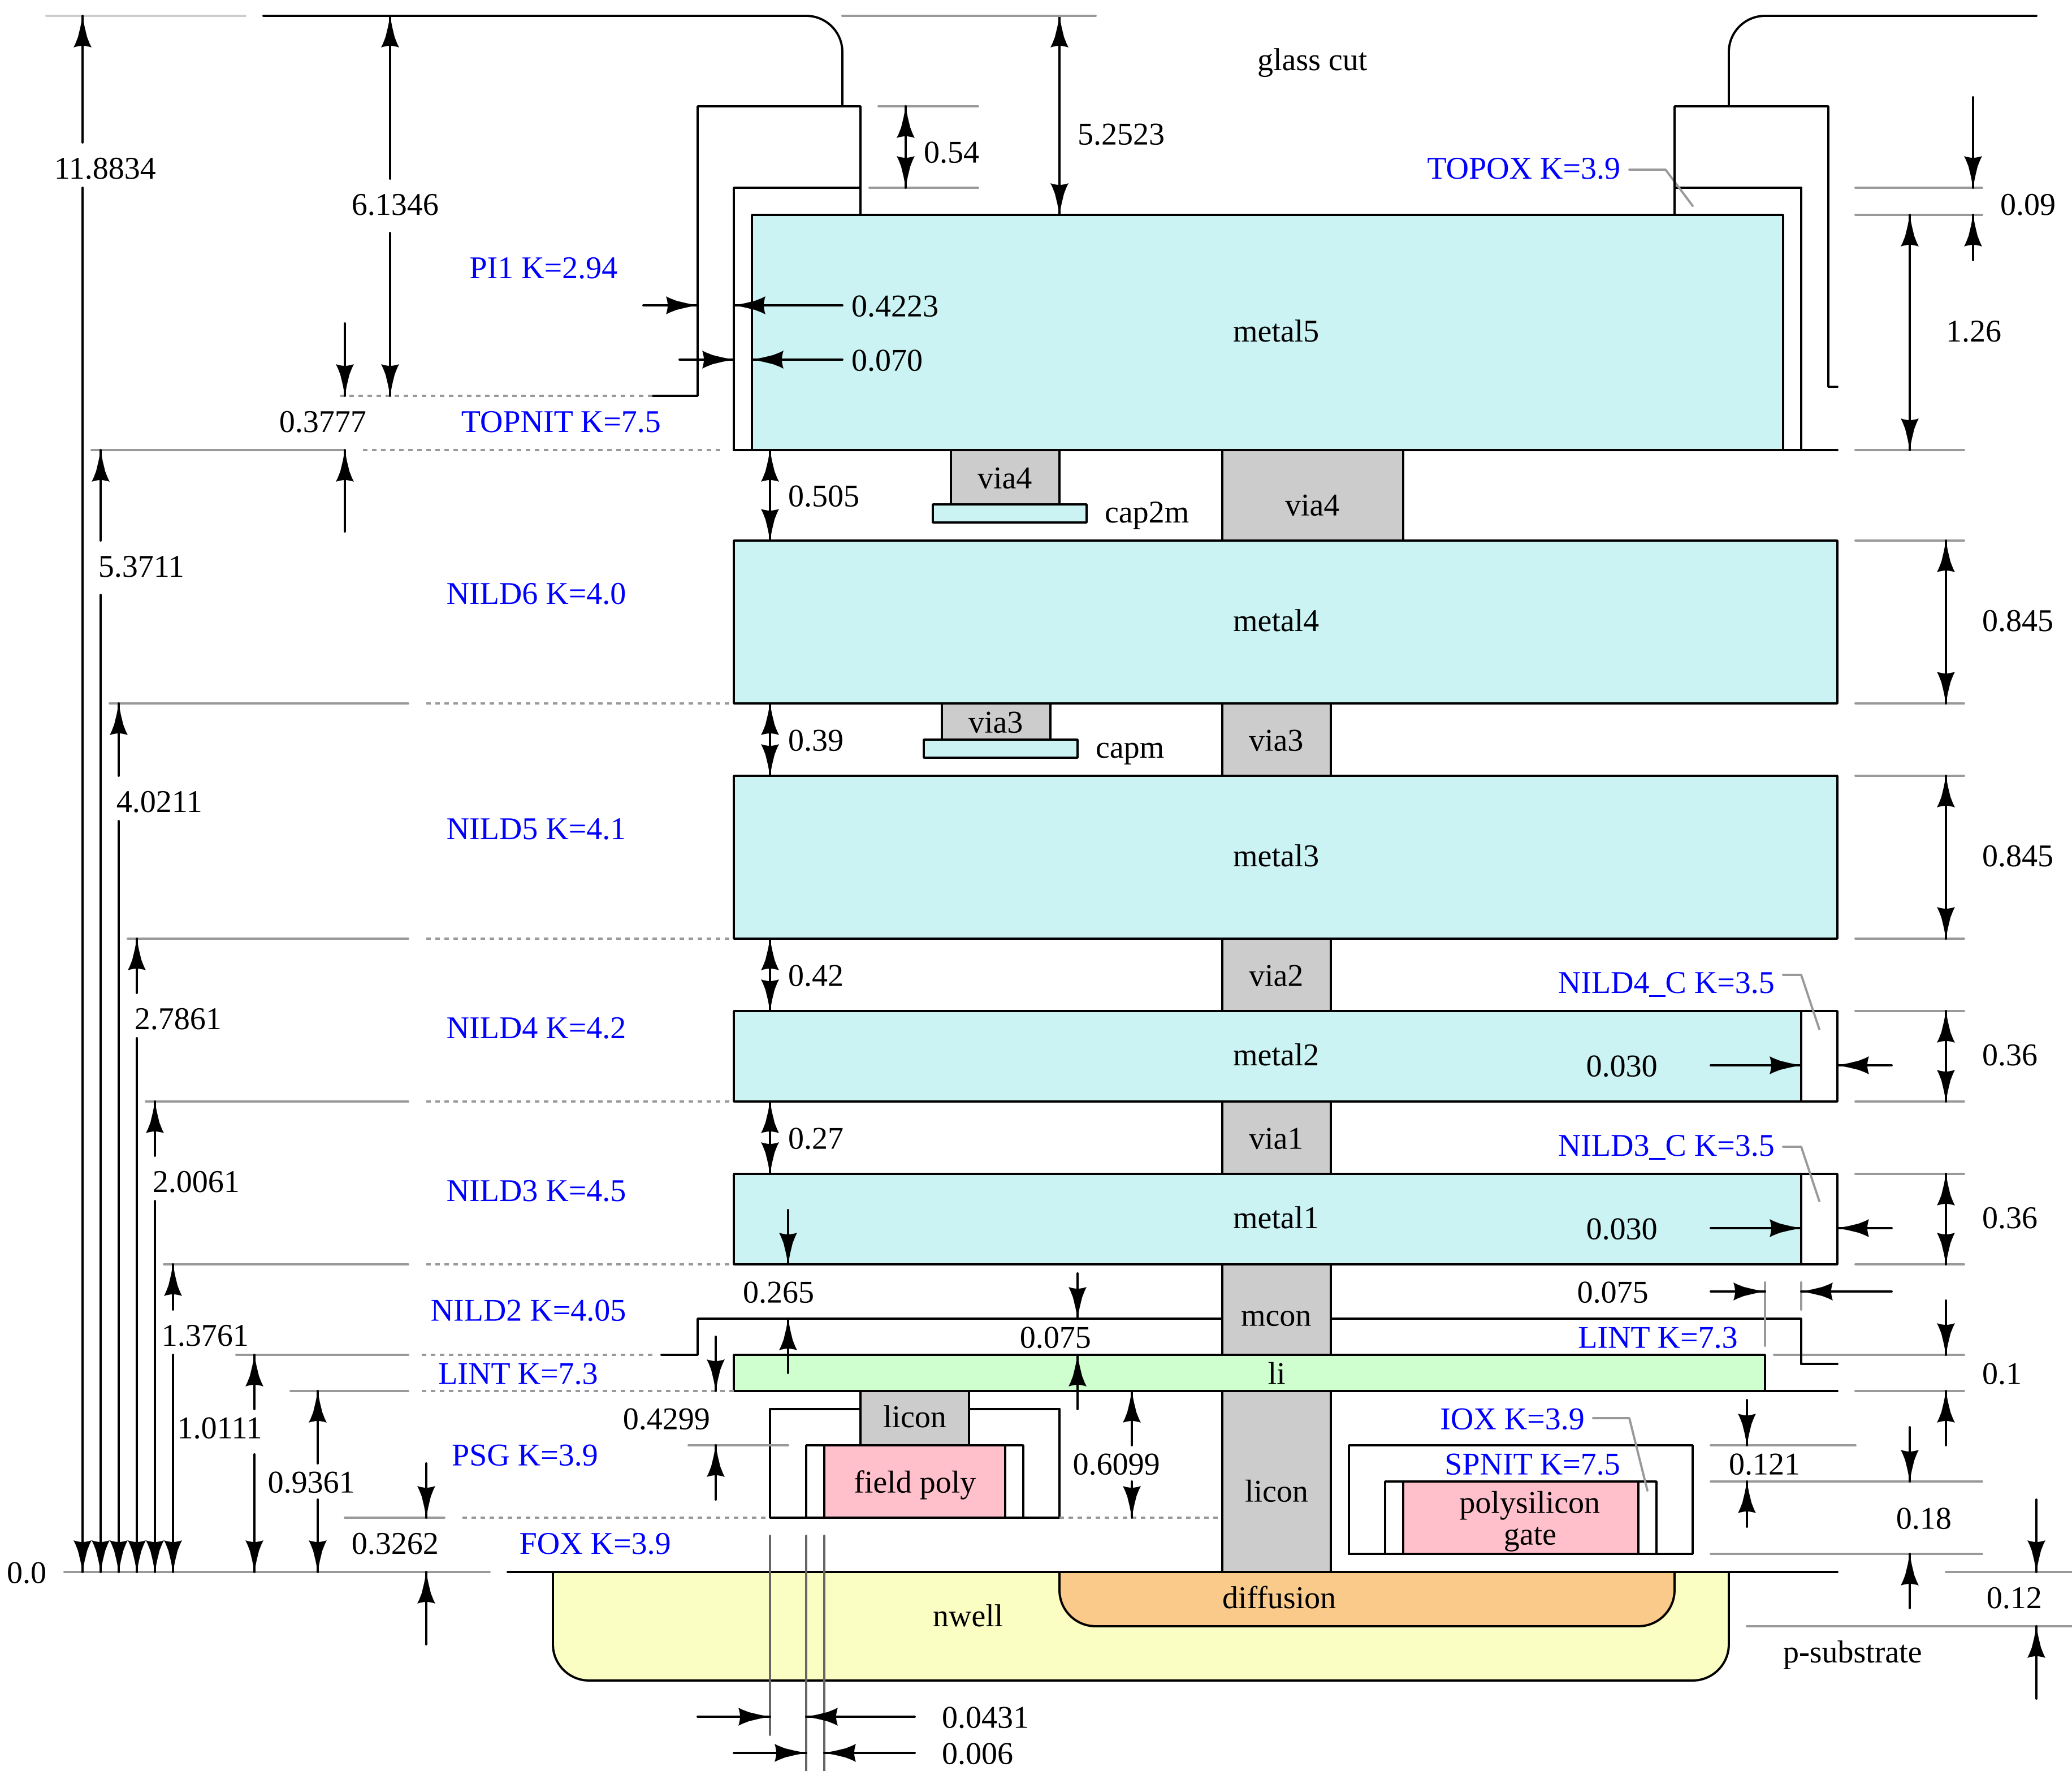 glass cut
11.8834
5.2523
0.54
TOPOX K=3.9
6.1346
0.09
PI1 K=2.94
0.4223
metal5
1.26
0.070
0.3777
TOPNIT K=7.5
via4
0.505
via4
cap2m
5.3711
NILD6 K=4.0
metal4
0.845
via3
0.39
via3
capm
4.0211
NILD5 K=4.1
metal3
0.845
0.42
via2
NILD4_C K=3.5
2.7861
NILD4 K=4.2
metal2
0.030
0.36
0.27
via1
NILD3_C K=3.5
2.0061
NILD3 K=4.5
metal1
0.030
0.36
0.265
0.075
NILD2 K=4.05
mcon
1.3761
0.075
LINT K=7.3
LINT K=7.3
li
0.1
1.0111
0.4299
licon
IOX K=3.9
PSG K=3.9
0.6099
SPNIT K=7.5
0.121
0.9361
field poly
licon
polysilicon
gate
0.18
0.3262
FOX K=3.9
0.0
nwell
diffusion
0.12
p-substrate
0.0431
0.006